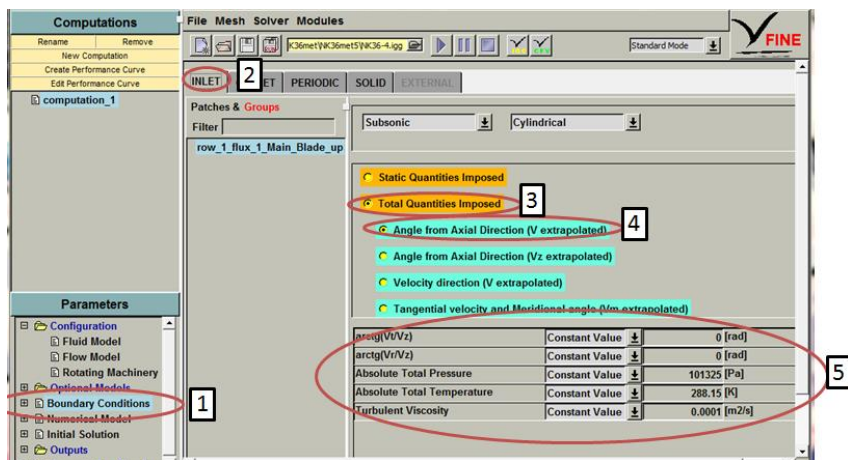 Computations
File Mesh Solver Modules
Rename Remove
New Computation
Create Performance Curve
Edit Performance Curve
computation_1
K36met\NK36met5\NK36-4.igg
Standard Mode
FINE
INLET 2 ET PERIODIC SOLID EXTERNAL
Patches & Groups
Filter
row_1_flux_1_Main_Blade_up
Subsonic Cylindrical
Static Quantities Imposed
Total Quantities Imposed 3
Angle from Axial Direction (V extrapolated) 4
Angle from Axial Direction (Vz extrapolated)
Velocity direction (V extrapolated)
Tangential velocity and Meridional angle (Vm extrapolated)
arctg(Vt/Vz) Constant Value 0 [rad]
arctg(Vr/Vz) Constant Value 0 [rad]
Absolute Total Pressure Constant Value 101325 [Pa]
Absolute Total Temperature Constant Value 288.15 [K]
Turbulent Viscosity Constant Value 0.0001 [m2/s]
5
Parameters
Configuration
Fluid Model
Flow Model
Rotating Machinery
Optional Models
Boundary Conditions 1
Numerical Model
Initial Solution
Outputs